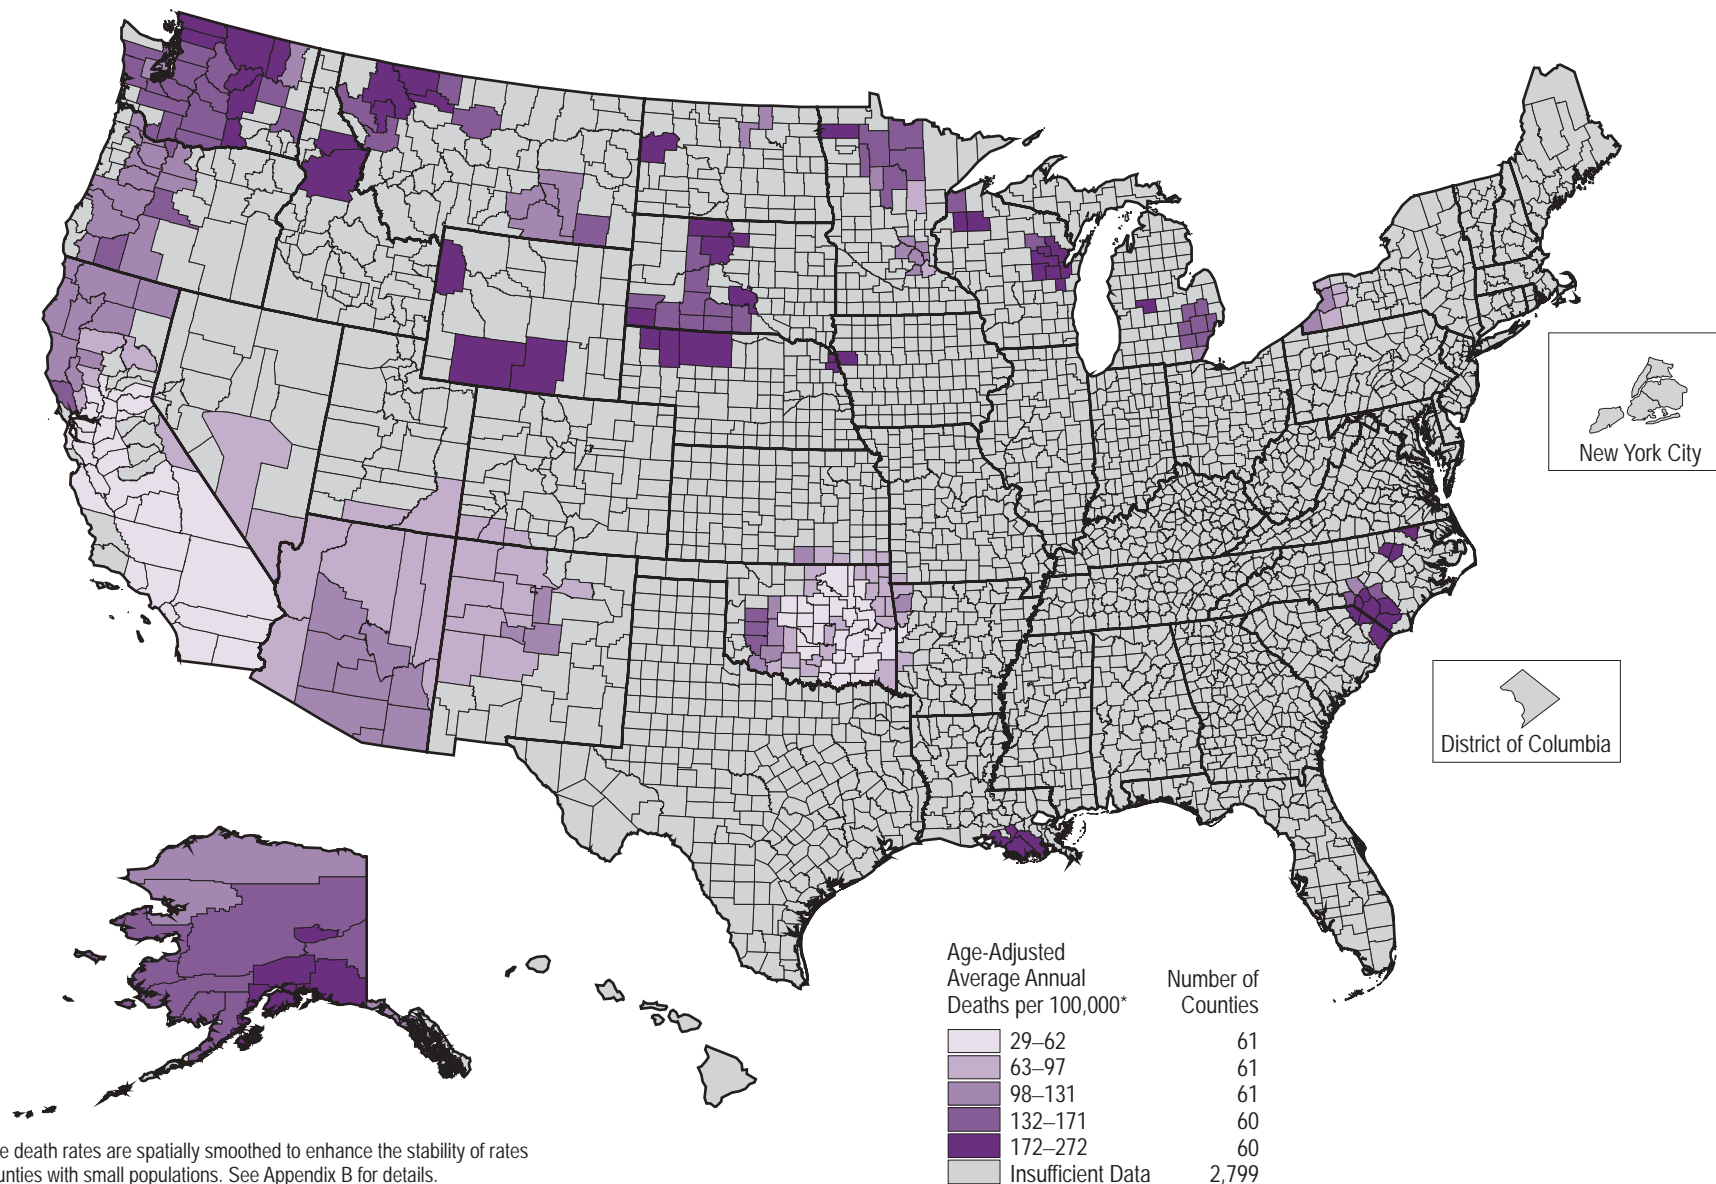 New York City
District of Columbia
Age-Adjusted
Average Annual
Deaths per 100,000*
Number of
Counties
29–62 61
63–97 61
98–131 61
132–171 60
172–272 60
Insufficient Data 2,799
e death rates are spatially smoothed to enhance the stability of rates
unties with small populations. See Appendix B for details.